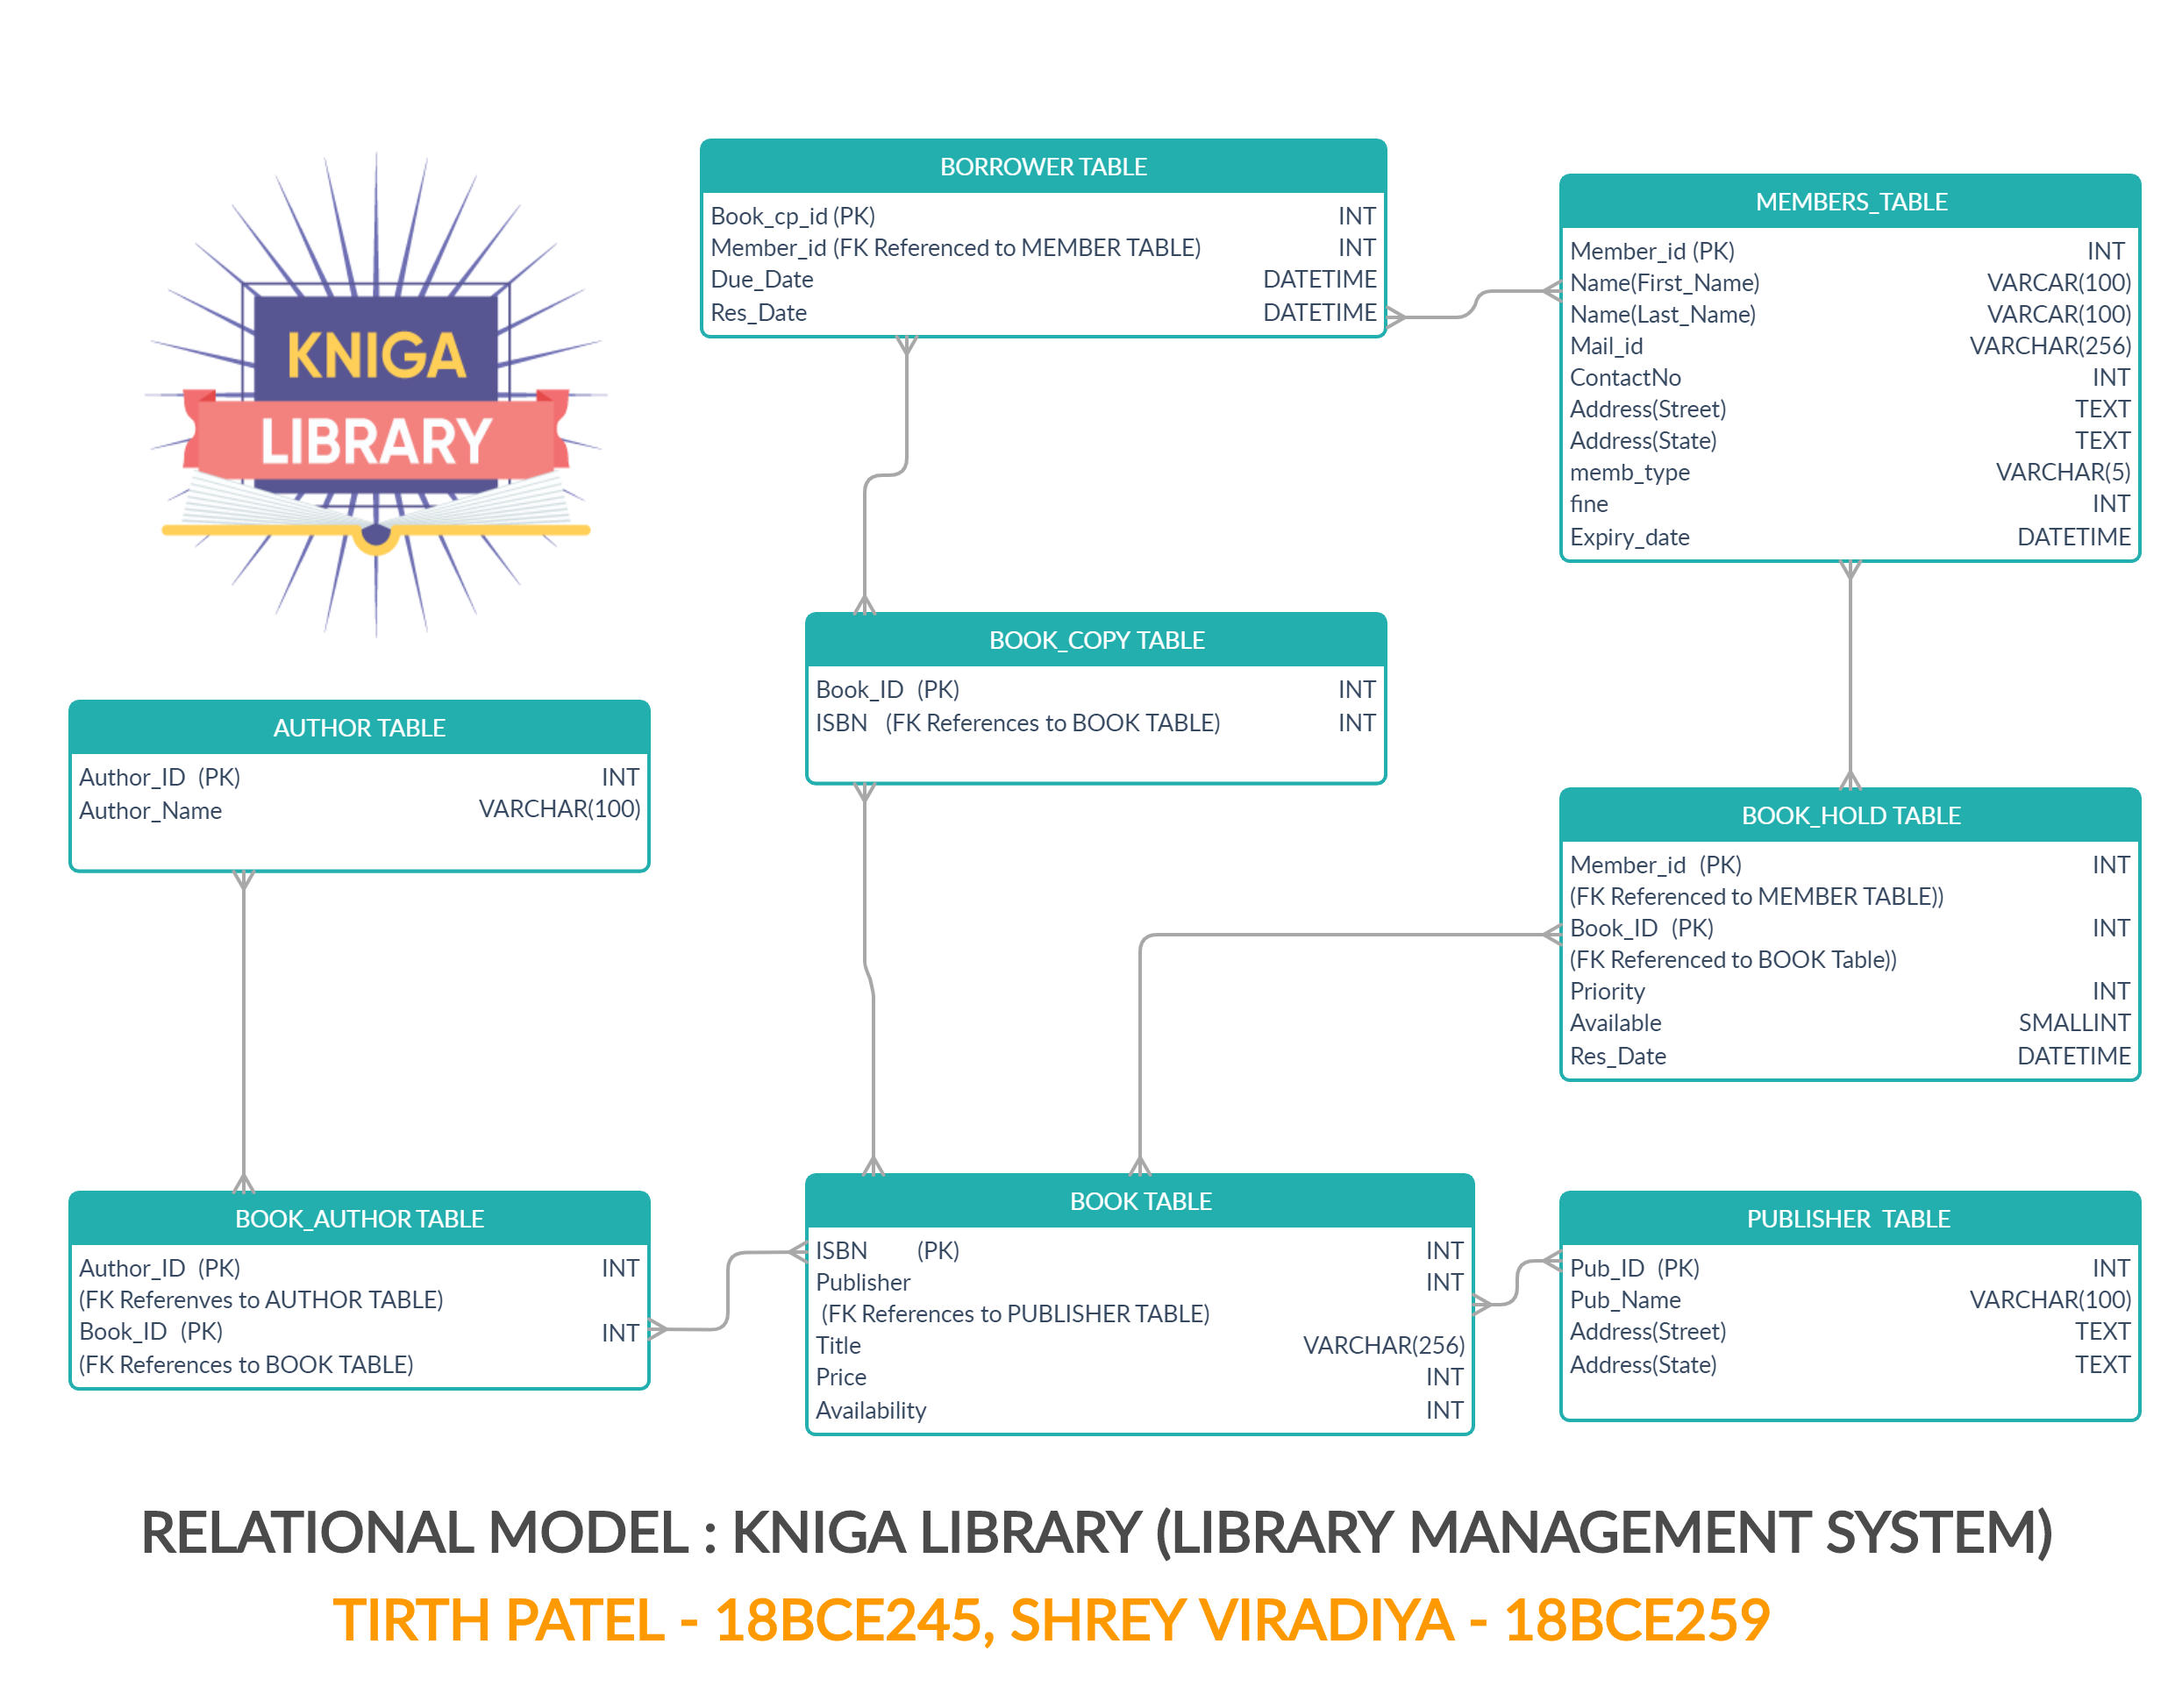 KNIGA
LIBRARY
BORROWER TABLE
Book_cp_id (PK) INT
Member_id (FK Referenced to MEMBER TABLE) INT
Due_Date DATETIME
Res_Date DATETIME
MEMBERS_TABLE
Member_id (PK) INT
Name(First_Name) VARCAR(100)
Name(Last_Name) VARCAR(100)
Mail_id VARCHAR(256)
ContactNo INT
Address(Street) TEXT
Address(State) TEXT
memb_type VARCHAR(5)
fine INT
Expiry_date DATETIME
BOOK_COPY TABLE
Book_ID (PK) INT
ISBN (FK References to BOOK TABLE) INT
AUTHOR TABLE
Author_ID (PK) INT
Author_Name VARCHAR(100)
BOOK_HOLD TABLE
Member_id (PK) INT
(FK Referenced to MEMBER TABLE))
Book_ID (PK) INT
(FK Referenced to BOOK Table))
Priority INT
Available SMALLINT
Res_Date DATETIME
BOOK_AUTHOR TABLE
Author_ID (PK) INT
(FK Referenves to AUTHOR TABLE)
Book_ID (PK) INT
(FK References to BOOK TABLE)
BOOK TABLE
ISBN (PK) INT
Publisher INT
(FK References to PUBLISHER TABLE)
Title VARCHAR(256)
Price INT
Availability INT
PUBLISHER TABLE
Pub_ID (PK) INT
Pub_Name VARCHAR(100)
Address(Street) TEXT
Address(State) TEXT
RELATIONAL MODEL : KNIGA LIBRARY (LIBRARY MANAGEMENT SYSTEM)
TIRTH PATEL - 18BCE245, SHREY VIRADIYA - 18BCE259